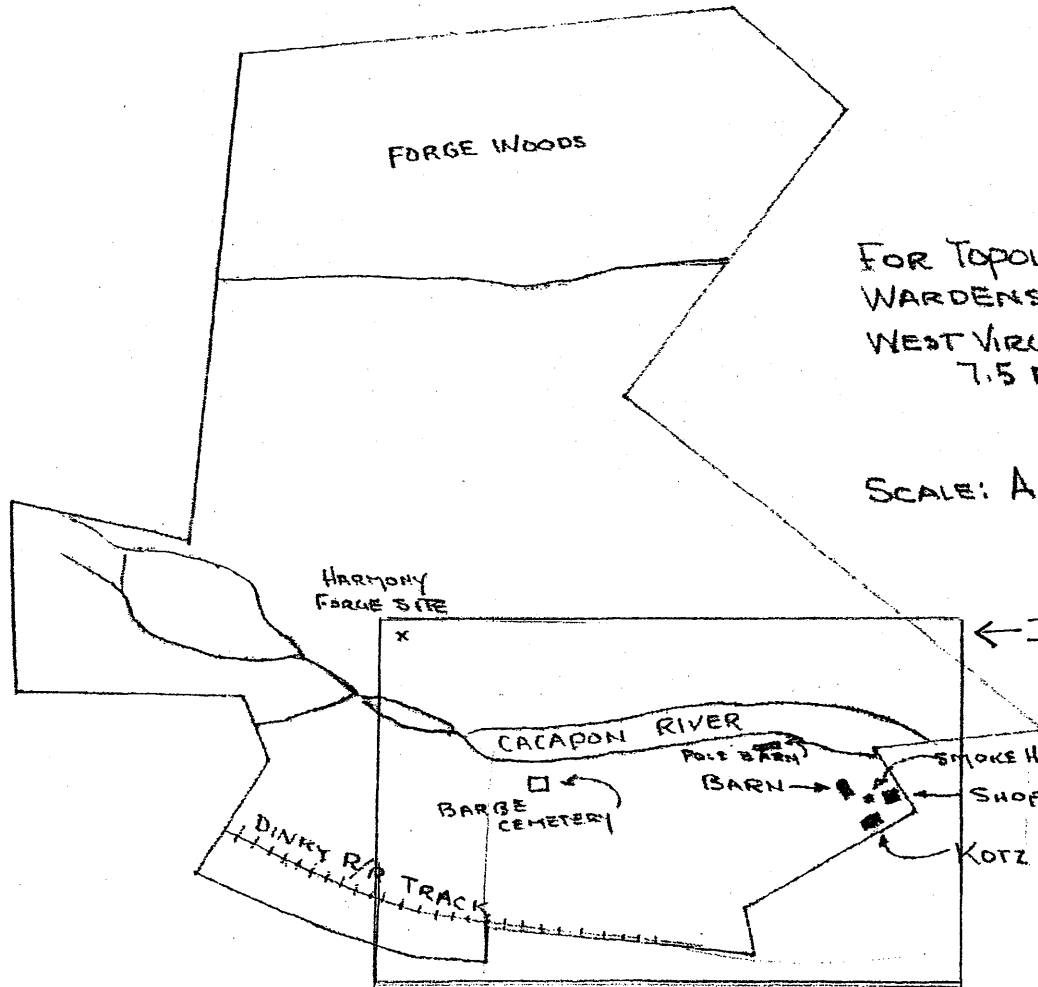 FORGE WOODS
FOR TOPO
WARDENS
WEST VIR
7.5
SCALE: A
HARMONY
FORGE SITE
x
CACAPON RIVER
POLE BARN
SMOKE H
BARN
SHOP
BARBE
CEMETERY
KOTZ
DINKY R/R TRACK